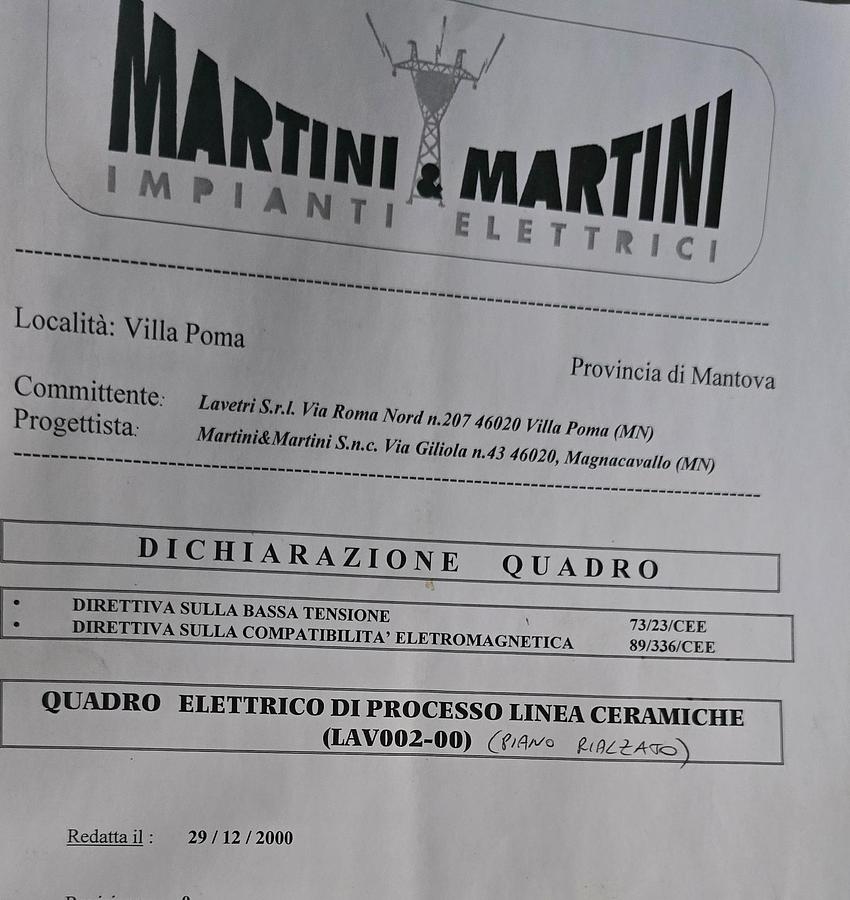 MARTINI & MARTINI
IMPIANTI ELETTRICI
Località: Villa Poma
Provincia di Mantova
Committente: Lavetri S.r.l. Via Roma Nord n.207 46020 Villa Poma (MN)
Progettista: Martini&Martini S.n.c. Via Giliola n.43 46020, Magnacavallo (MN)
DICHIARAZIONE QUADRO
• DIRETTIVA SULLA BASSA TENSIONE 73/23/CEE
• DIRETTIVA SULLA COMPATIBILITA' ELETROMAGNETICA 89/336/CEE
QUADRO ELETTRICO DI PROCESSO LINEA CERAMICHE
(LAV002-00) (PIANO RIALZATO)
Redatta il : 29 / 12 / 2000